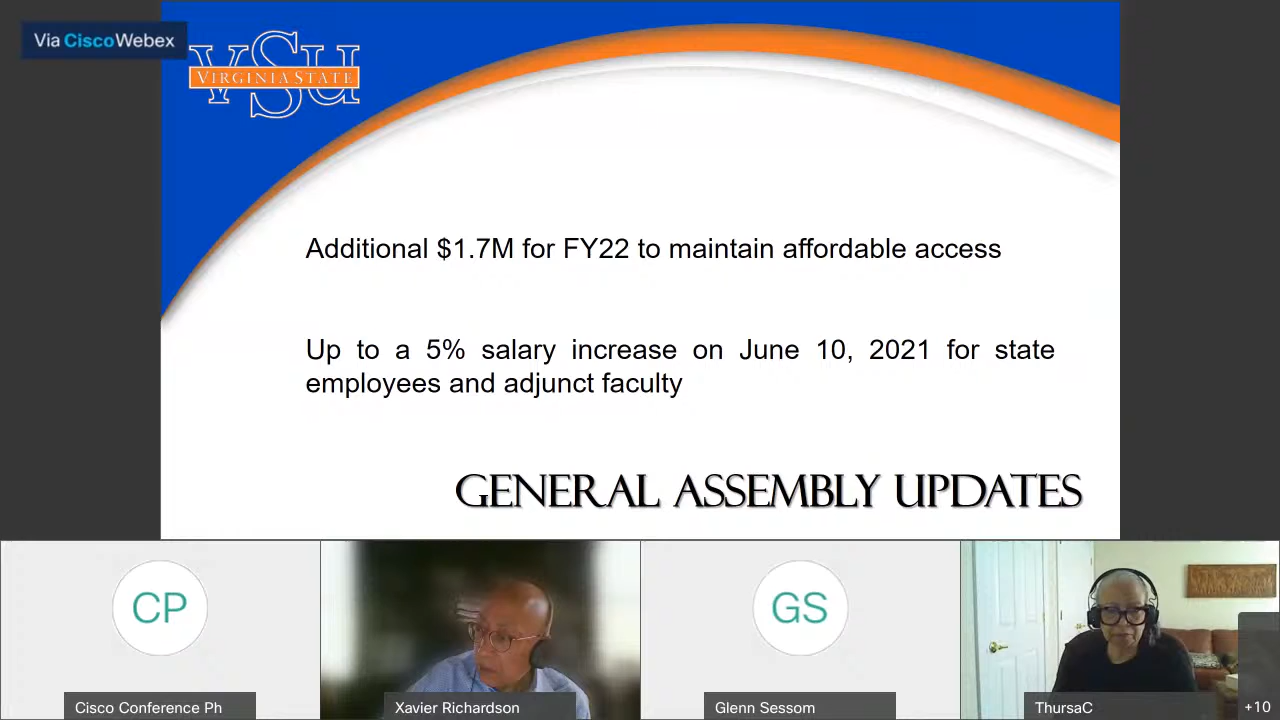 Via CiscoWebex
VSU
VIRGINIA STATE
Additional $1.7M for FY22 to maintain affordable access
Up to a 5% salary increase on June 10, 2021 for state
employees and adjunct faculty
GENERAL ASSEMBLY UPDATES
CP
GS
Cisco Conference Ph
Xavier Richardson
Glenn Sessom
ThursaC
+10